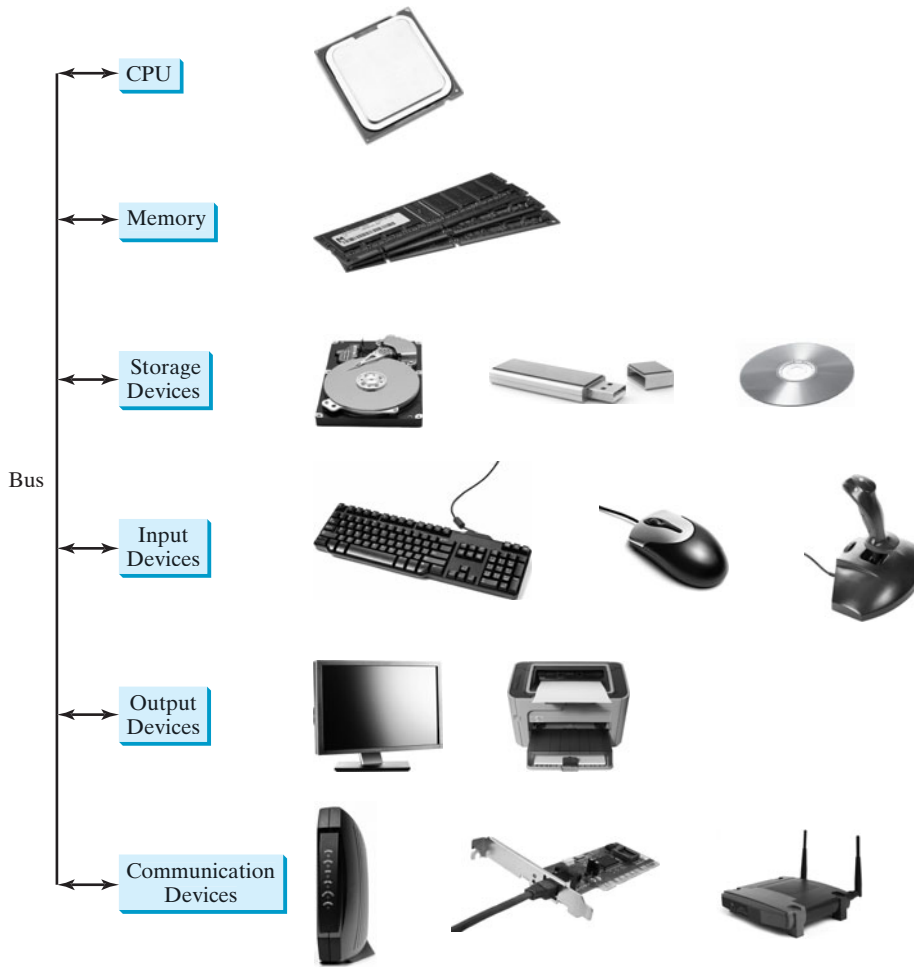 CPU
Memory
Storage
Devices
Bus
Input
Devices
Output
Devices
Communication
Devices